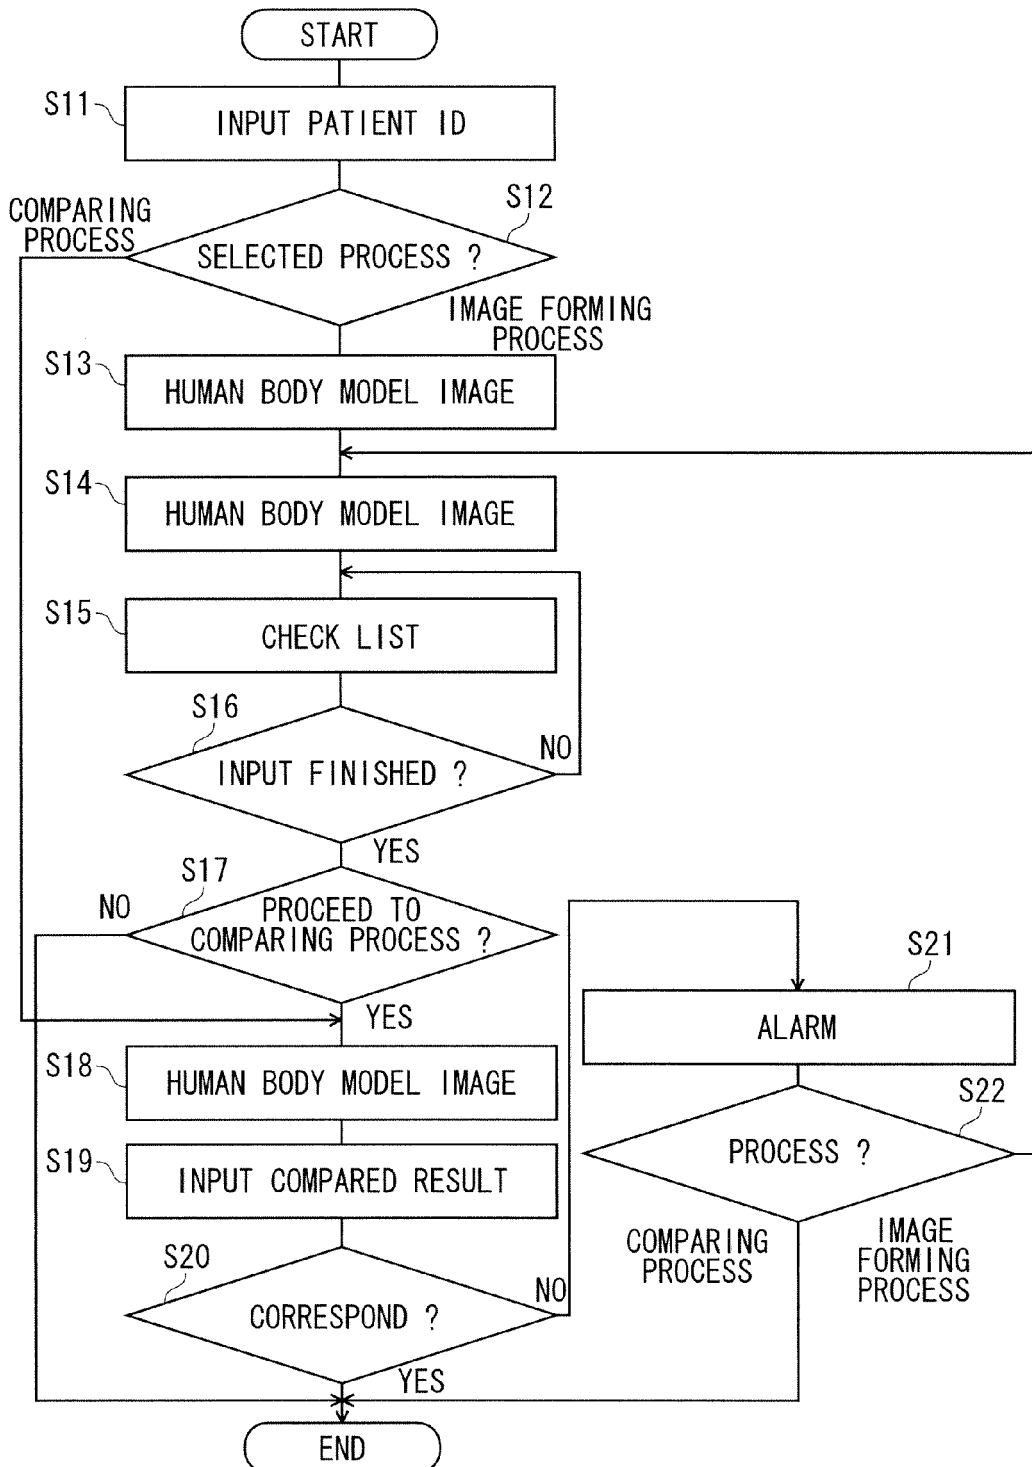 START
S11
INPUT PATIENT ID
S12
COMPARING
PROCESS
SELECTED PROCESS ?
IMAGE FORMING
PROCESS
S13
HUMAN BODY MODEL IMAGE
S14
HUMAN BODY MODEL IMAGE
S15
CHECK LIST
S16
NO
INPUT FINISHED ?
YES
S17
NO
PROCEED TO
COMPARING PROCESS ?
YES
S18
HUMAN BODY MODEL IMAGE
S19
INPUT COMPARED RESULT
S20
NO
CORRESPOND ?
YES
S21
ALARM
S22
PROCESS ?
COMPARING
PROCESS
IMAGE
FORMING
PROCESS
END